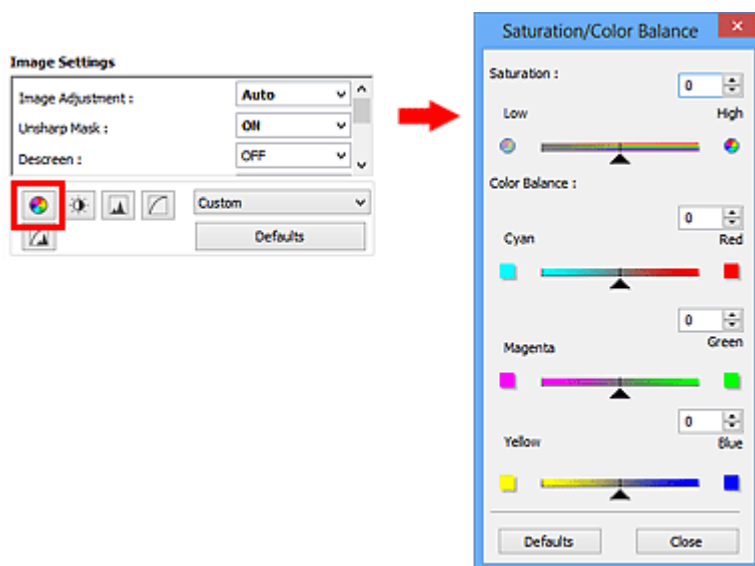 Image Settings
Image Adjustment : Auto
Unsharp Mask : ON
Descreen : OFF
Custom
Defaults
Saturation/Color Balance
Saturation : 0
Low High
Color Balance :
0
Cyan Red
0
Magenta Green
0
Yellow Blue
Defaults Close